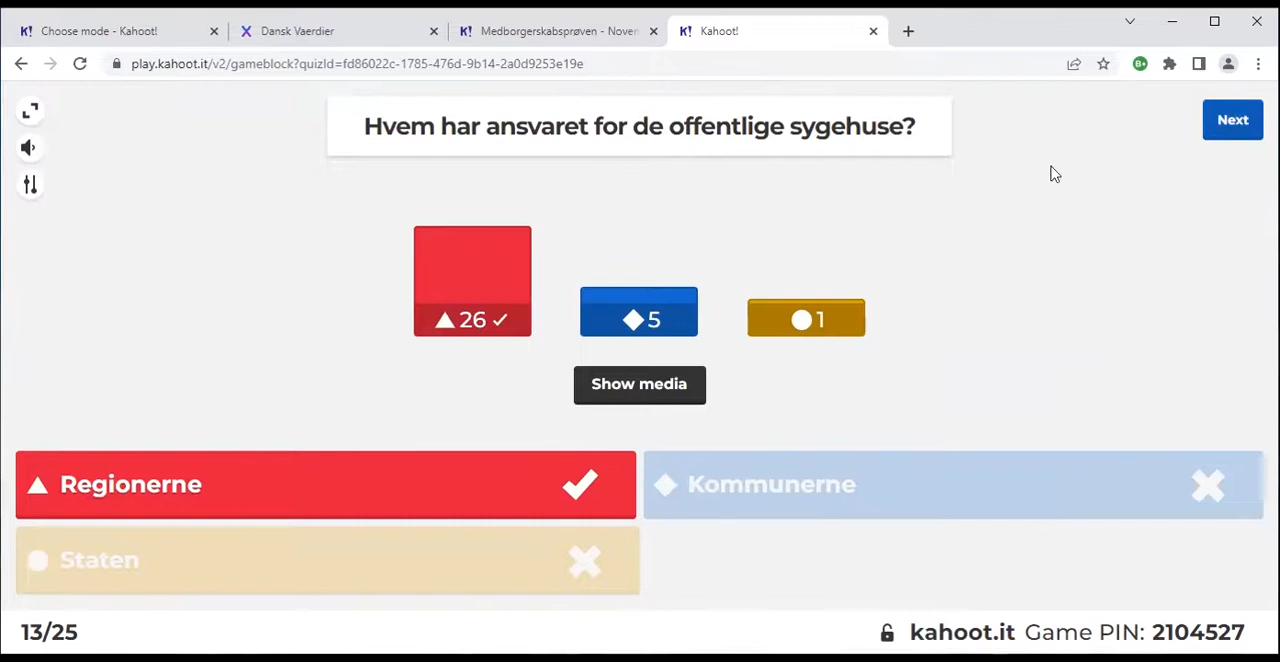 K! Choose mode - Kahoot!
Dansk Vaerdier
K! Medborgerskabsprøven - Noven
K! Kahoot!
play.kahoot.it/v2/gameblock?quizId=fd86022c-1785-476d-9b14-2a0d9253e19e
B+
Hvem har ansvaret for de offentlige sygehuse?
Next
26
5
1
Show media
Regionerne
Kommunerne
Staten
13/25
kahoot.it Game PIN: 2104527